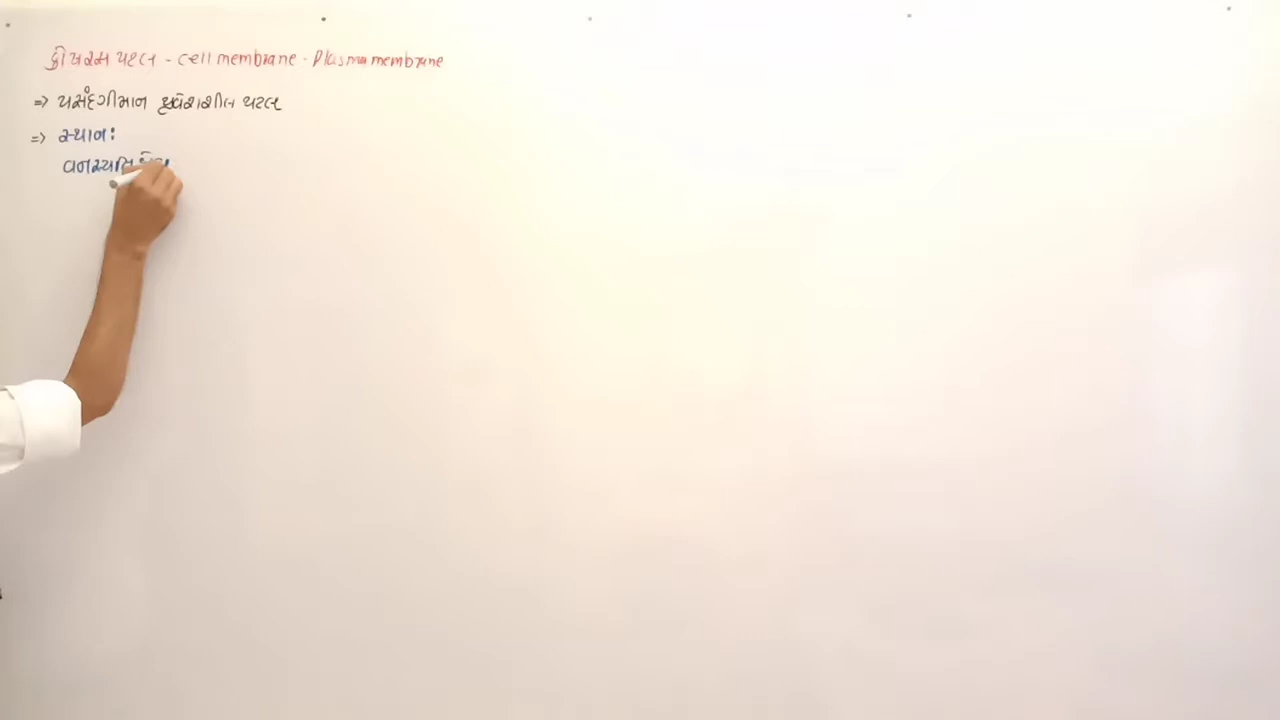 કોષરસ પટલ - cell membrane - Plasma membrane
=> પસંદગીમાન પ્રવેશશીલ પટલ
=> સ્થાન:
વનસ્પતિ